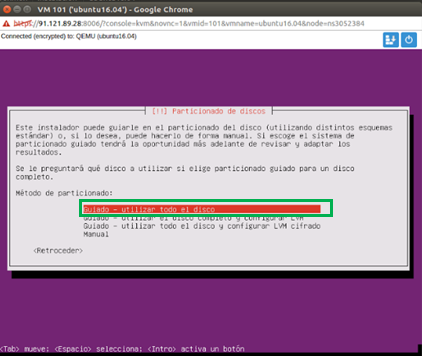 VM 101 ('ubuntu16.04') - Google Chrome
https://91.121.89.28:8006/?console=kvm&novnc=1&vmid=101&vmname=ubuntu16.04&node=ns3052384
Connected (encrypted) to: QEMU (ubuntu16.04)
[!!] Particionado de discos
Este instalador puede guiarle en el particionado del disco (utilizando distintos esquemas
estándar) o, si lo desea, puede hacerlo de forma manual. Si escoge el sistema de
particionado guiado tendrá la oportunidad más adelante de revisar y adaptar los
resultados.
Se le preguntará qué disco a utilizar si elige particionado guiado para un disco
completo.
Método de particionado:
Guiado - utilizar todo el disco
Guiado - utilizar el disco completo y configurar LVM
Guiado - utilizar todo el disco y configurar LVM cifrado
Manual
<Retroceder>
<Tab> mueve; <Espacio> selecciona; <Intro> activa un botón